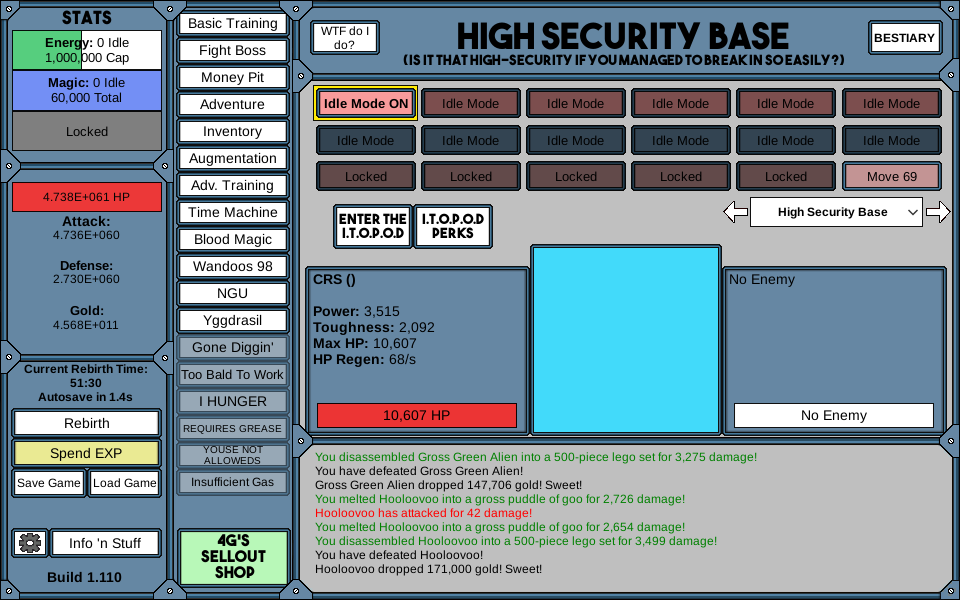 STATS
Energy: 0 Idle
1,000,000 Cap
Magic: 0 Idle
60,000 Total
Locked
4.738E+061 HP
Attack:
4.736E+060
Defense:
2.730E+060
Gold:
4.568E+011
Current Rebirth Time:
51:30
Autosave in 1.4s
Rebirth
Spend EXP
Save Game
Load Game
Info 'n Stuff
Build 1.110
Basic Training
Fight Boss
Money Pit
Adventure
Inventory
Augmentation
Adv. Training
Time Machine
Blood Magic
Wandoos 98
NGU
Yggdrasil
Gone Diggin'
Too Bald To Work
I HUNGER
REQUIRES GREASE
YOUSE NOT
ALLOWEDS
Insufficient Gas
4G'S
SELLOUT
SHOP
WTF do I
do?
HIGH SECURITY BASE
(IS IT THAT HIGH-SECURITY IF YOU MANAGED TO BREAK IN SO EASILY?)
BESTIARY
Idle Mode ON
Idle Mode
Idle Mode
Idle Mode
Idle Mode
Idle Mode
Idle Mode
Idle Mode
Idle Mode
Idle Mode
Idle Mode
Idle Mode
Locked
Locked
Locked
Locked
Locked
Move 69
ENTER THE
I.T.O.P.O.D
I.T.O.P.O.D
PERKS
High Security Base
CRS ()
Power: 3,515
Toughness: 2,092
Max HP: 10,607
HP Regen: 68/s
10,607 HP
No Enemy
No Enemy
You disassembled Gross Green Alien into a 500-piece lego set for 3,275 damage!
You have defeated Gross Green Alien!
Gross Green Alien dropped 147,706 gold! Sweet!
You melted Hooloovoo into a gross puddle of goo for 2,726 damage!
Hooloovoo has attacked for 42 damage!
You melted Hooloovoo into a gross puddle of goo for 2,654 damage!
You disassembled Hooloovoo into a 500-piece lego set for 3,499 damage!
You have defeated Hooloovoo!
Hooloovoo dropped 171,000 gold! Sweet!